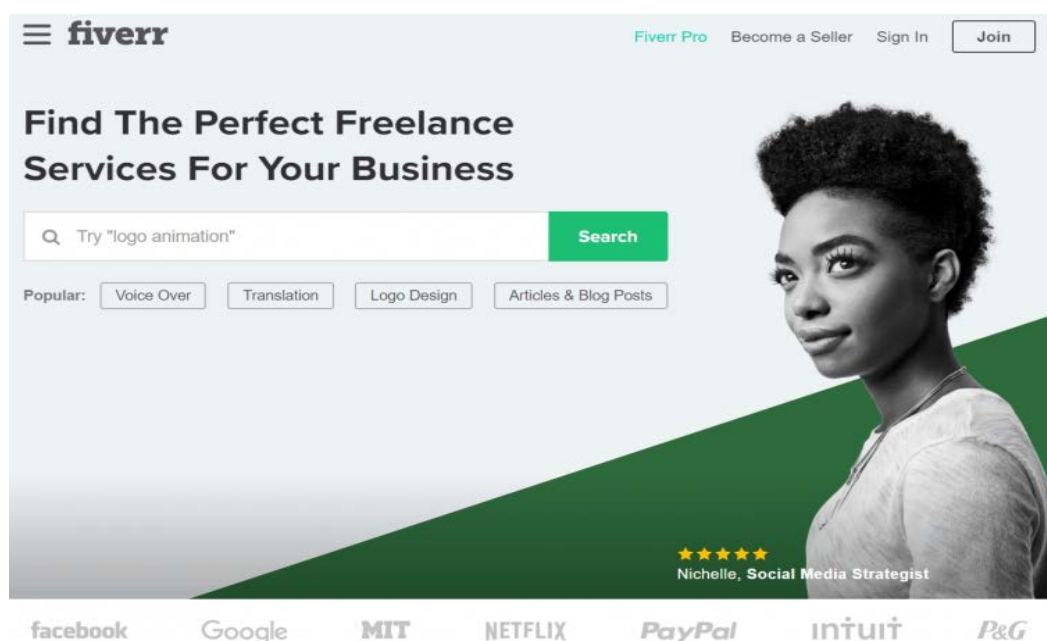 fiverr
Fiverr Pro Become a Seller Sign In Join
Find The Perfect Freelance
Services For Your Business
Try "logo animation" Search
Popular: Voice Over Translation Logo Design Articles & Blog Posts
Nichelle, Social Media Strategist
facebook Google MIT NETFLIX PayPal intuit P&G